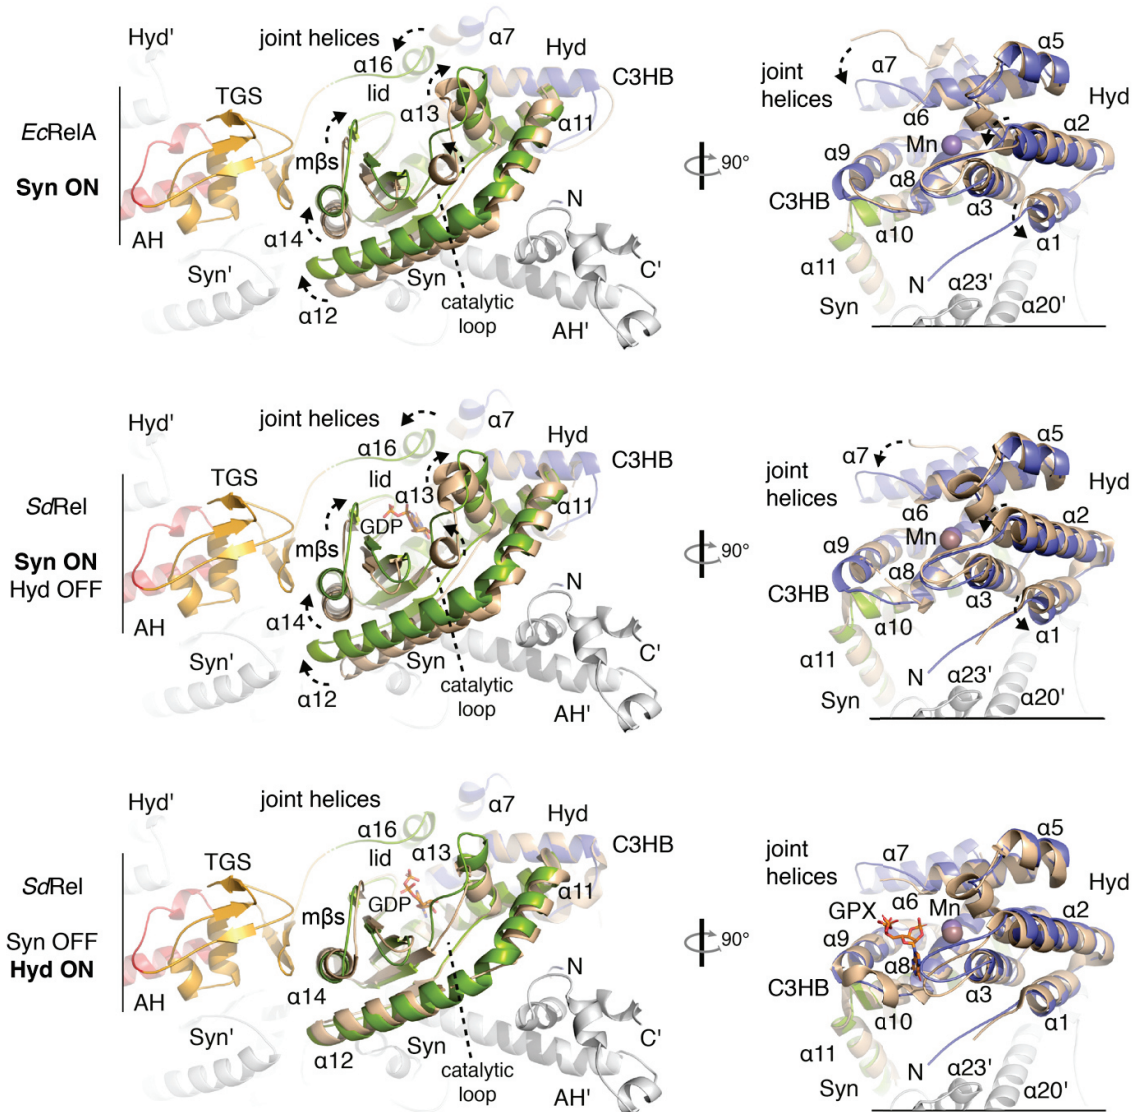 Hyd'
joint helices
α7
α16
Hyd
C3HB
lid
TGS
EcRelA
α13
α11
mβs
Syn ON
N
AH
α14
Syn'
Syn
C'
α12
catalytic
loop
AH'
90°
α5
α7
joint
helices
Hyd
α6
α2
Mn
α9
α8
C3HB
α3
α10
α1
α11
N
α23'
Syn
α20'
Hyd'
joint helices
α7
α16
Hyd
C3HB
lid
TGS
SdRel
α13
α11
GDP
mβs
Syn ON
Hyd OFF
N
AH
α14
Syn'
Syn
C'
α12
catalytic
loop
AH'
90°
α5
α7
joint
helices
Hyd
α6
α2
Mn
α9
α8
C3HB
α3
α10
α1
α11
N
α23'
Syn
α20'
Hyd'
joint helices
α7
α16
Hyd
C3HB
lid
α13
TGS
SdRel
α11
GDP
mβs
Syn OFF
Hyd ON
N
AH
α14
Syn'
Syn
C'
α12
catalytic
loop
AH'
90°
α5
joint
helices
α7
Hyd
α6
GPX
Mn
α2
α9
α8
C3HB
α3
α10
α1
α11
N
α23'
Syn
α20'